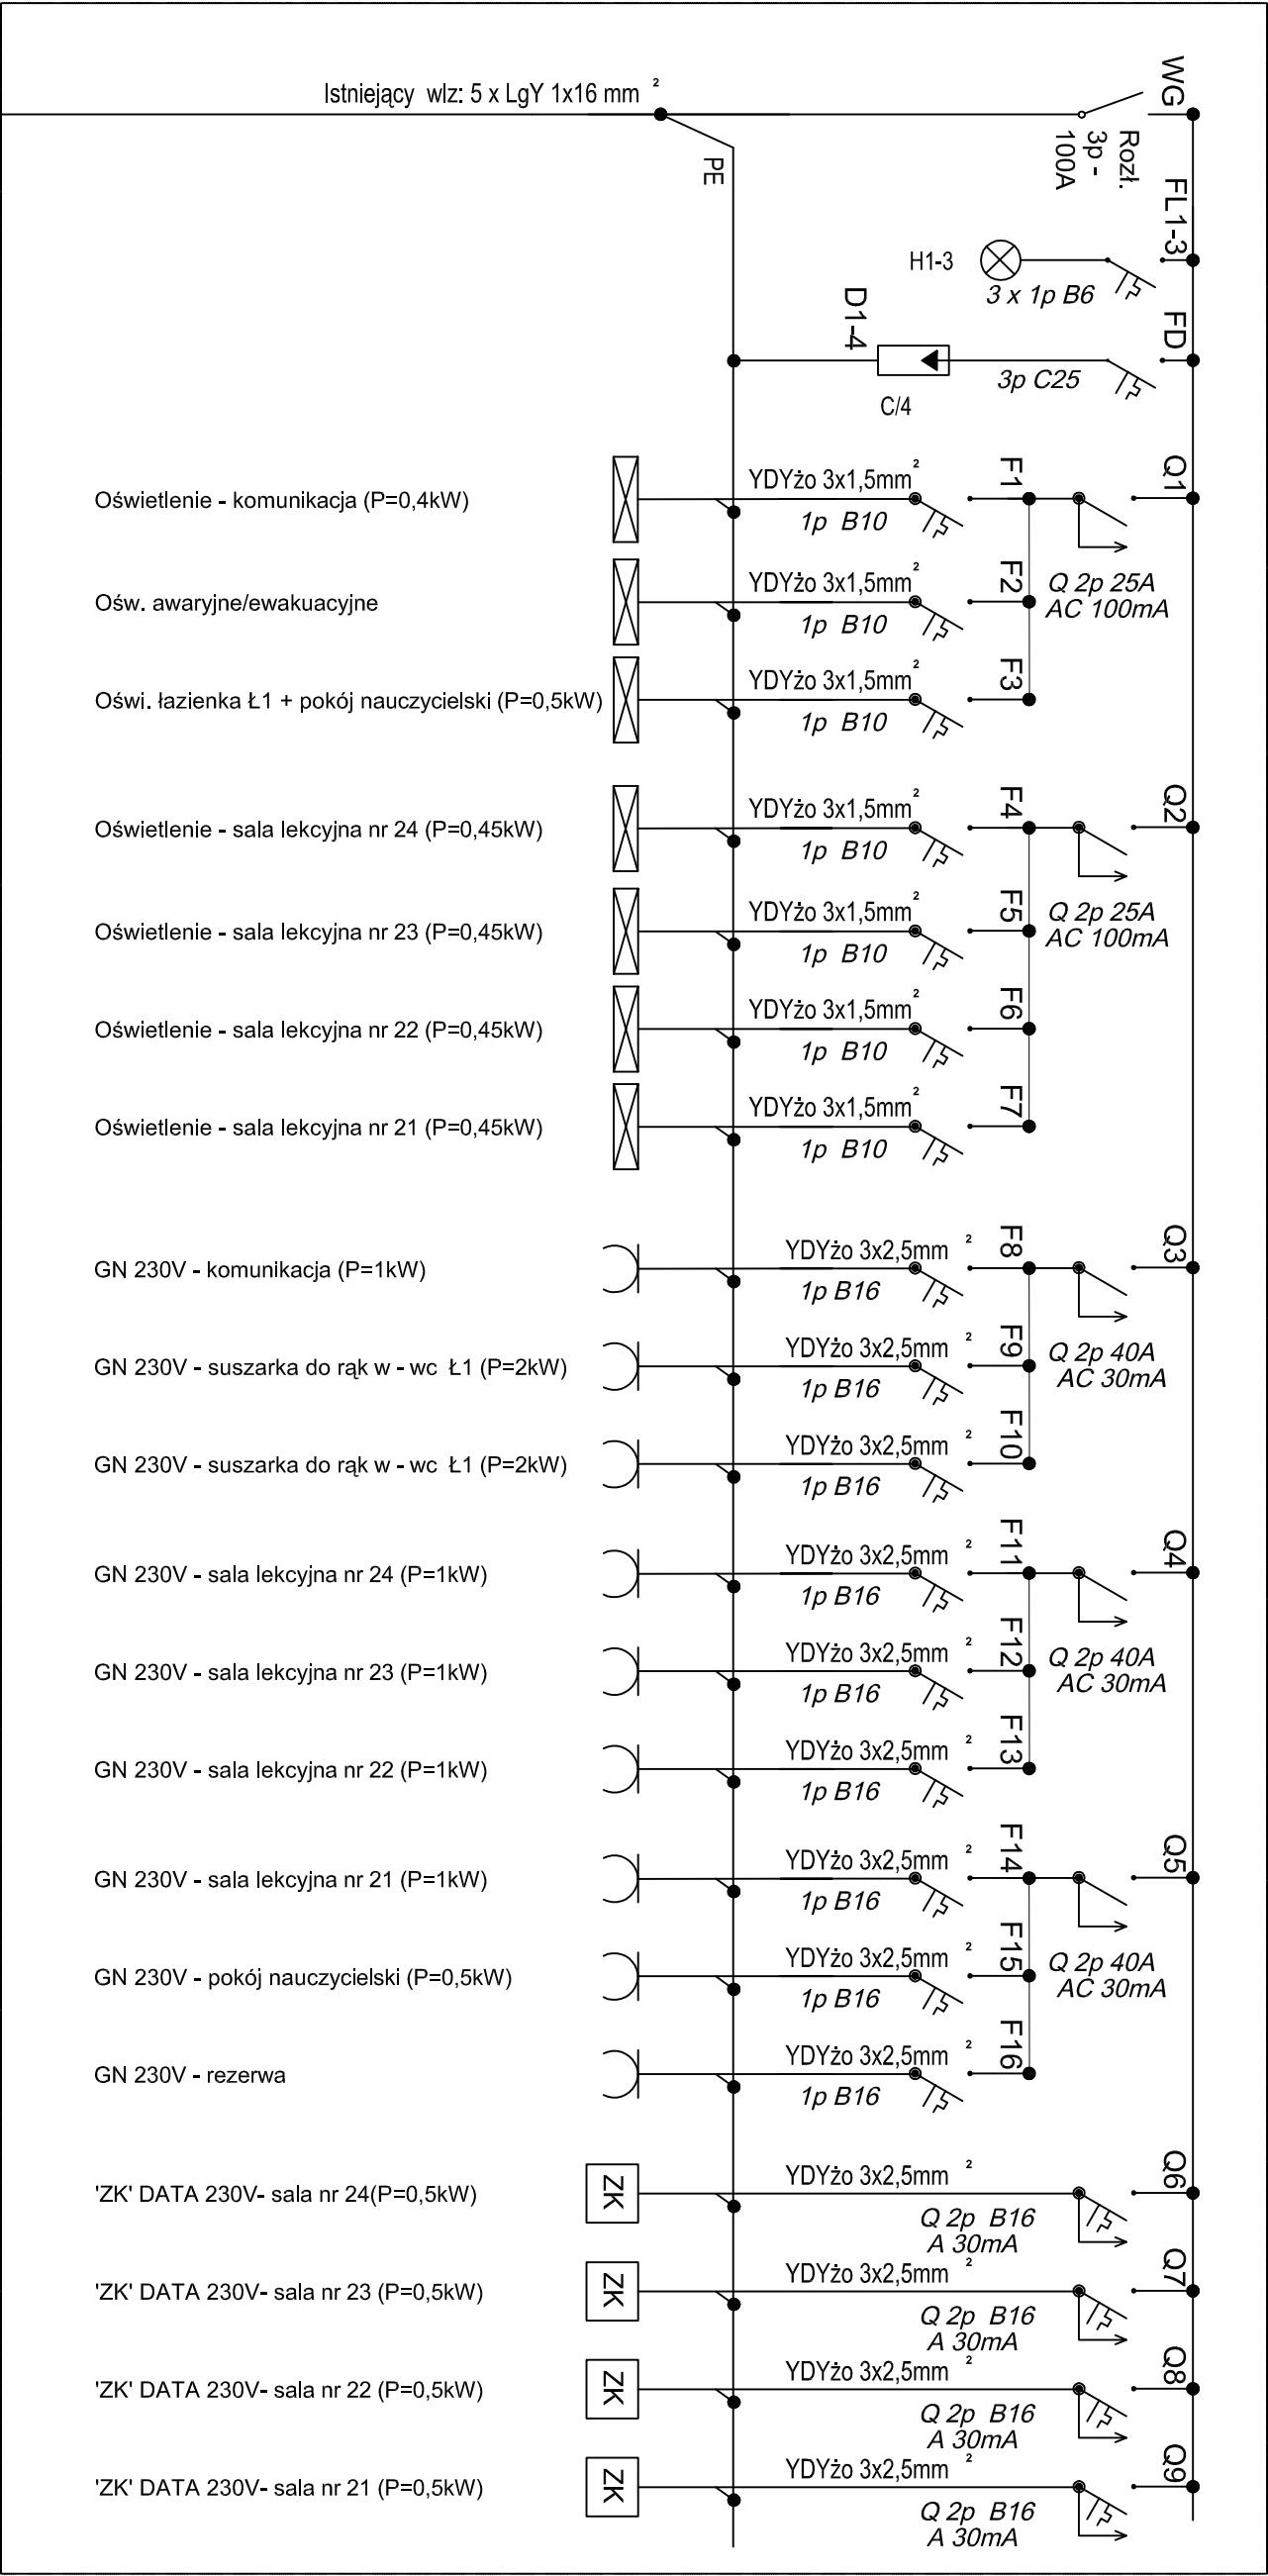 Istniejący wlz: 5 x LgY 1x16 mm ²
WG
Rozł.
3p -
100A
PE
FL1-3
H1-3
3 x 1p B6
FD
D1-4
3p C25
C/4
Q1
F1
YDYżo 3x1,5mm²
Oświetlenie - komunikacja (P=0,4kW)
1p B10
Q 2p 25A
AC 100mA
F2
YDYżo 3x1,5mm²
Ośw. awaryjne/ewakuacyjne
1p B10
F3
YDYżo 3x1,5mm²
Oświ. łazienka Ł1 + pokój nauczycielski (P=0,5kW)
1p B10
Q2
F4
YDYżo 3x1,5mm²
Oświetlenie - sala lekcyjna nr 24 (P=0,45kW)
1p B10
Q 2p 25A
AC 100mA
F5
YDYżo 3x1,5mm²
Oświetlenie - sala lekcyjna nr 23 (P=0,45kW)
1p B10
F6
YDYżo 3x1,5mm²
Oświetlenie - sala lekcyjna nr 22 (P=0,45kW)
1p B10
F7
YDYżo 3x1,5mm²
Oświetlenie - sala lekcyjna nr 21 (P=0,45kW)
1p B10
Q3
F8
YDYżo 3x2,5mm ²
GN 230V - komunikacja (P=1kW)
1p B16
Q 2p 40A
AC 30mA
F9
YDYżo 3x2,5mm ²
GN 230V - suszarka do rąk w - wc Ł1 (P=2kW)
1p B16
F10
YDYżo 3x2,5mm ²
GN 230V - suszarka do rąk w - wc Ł1 (P=2kW)
1p B16
Q4
F11
YDYżo 3x2,5mm ²
GN 230V - sala lekcyjna nr 24 (P=1kW)
1p B16
Q 2p 40A
AC 30mA
F12
YDYżo 3x2,5mm ²
GN 230V - sala lekcyjna nr 23 (P=1kW)
1p B16
F13
YDYżo 3x2,5mm ²
GN 230V - sala lekcyjna nr 22 (P=1kW)
1p B16
Q5
F14
YDYżo 3x2,5mm ²
GN 230V - sala lekcyjna nr 21 (P=1kW)
1p B16
Q 2p 40A
AC 30mA
F15
YDYżo 3x2,5mm ²
GN 230V - pokój nauczycielski (P=0,5kW)
1p B16
F16
YDYżo 3x2,5mm ²
GN 230V - rezerwa
1p B16
Q6
YDYżo 3x2,5mm ²
'ZK' DATA 230V- sala nr 24(P=0,5kW)
ZK
Q 2p B16
A 30mA
Q7
YDYżo 3x2,5mm ²
'ZK' DATA 230V- sala nr 23 (P=0,5kW)
ZK
Q 2p B16
A 30mA
Q8
YDYżo 3x2,5mm ²
'ZK' DATA 230V- sala nr 22 (P=0,5kW)
ZK
Q 2p B16
A 30mA
Q9
YDYżo 3x2,5mm ²
'ZK' DATA 230V- sala nr 21 (P=0,5kW)
ZK
Q 2p B16
A 30mA